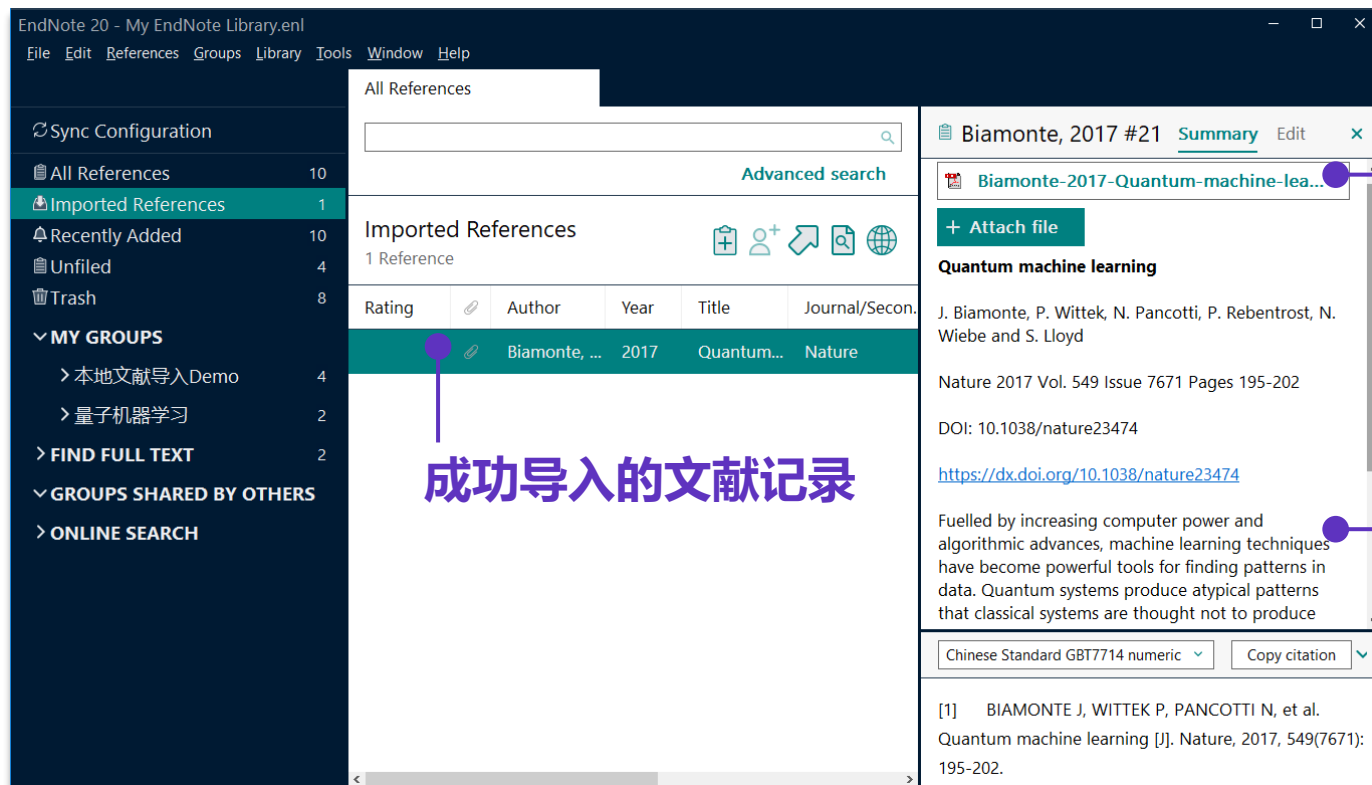 EndNote 20 - My EndNote Library.enl
File Edit References Groups Library Tools Window Help
All References
Sync Configuration
All References 10
Imported References 1
Recently Added 10
Unfiled 4
Trash 8
MY GROUPS
本地文献导入Demo 4
量子机器学习 2
FIND FULL TEXT 2
GROUPS SHARED BY OTHERS
ONLINE SEARCH
Advanced search
Imported References
1 Reference
Rating Author Year Title Journal/Secon.
Biamonte, ... 2017 Quantum... Nature
成功导入的文献记录
Biamonte, 2017 #21 Summary Edit
Biamonte-2017-Quantum-machine-lea...
+ Attach file
Quantum machine learning
J. Biamonte, P. Wittek, N. Pancotti, P. Rebentrost, N.
Wiebe and S. Lloyd
Nature 2017 Vol. 549 Issue 7671 Pages 195-202
DOI: 10.1038/nature23474
https://dx.doi.org/10.1038/nature23474
Fuelled by increasing computer power and
algorithmic advances, machine learning techniques
have become powerful tools for finding patterns in
data. Quantum systems produce atypical patterns
that classical systems are thought not to produce
Chinese Standard GBT7714 numeric Copy citation
[1] BIAMONTE J, WITTEK P, PANCOTTI N, et al.
Quantum machine learning [J]. Nature, 2017, 549(7671):
195-202.